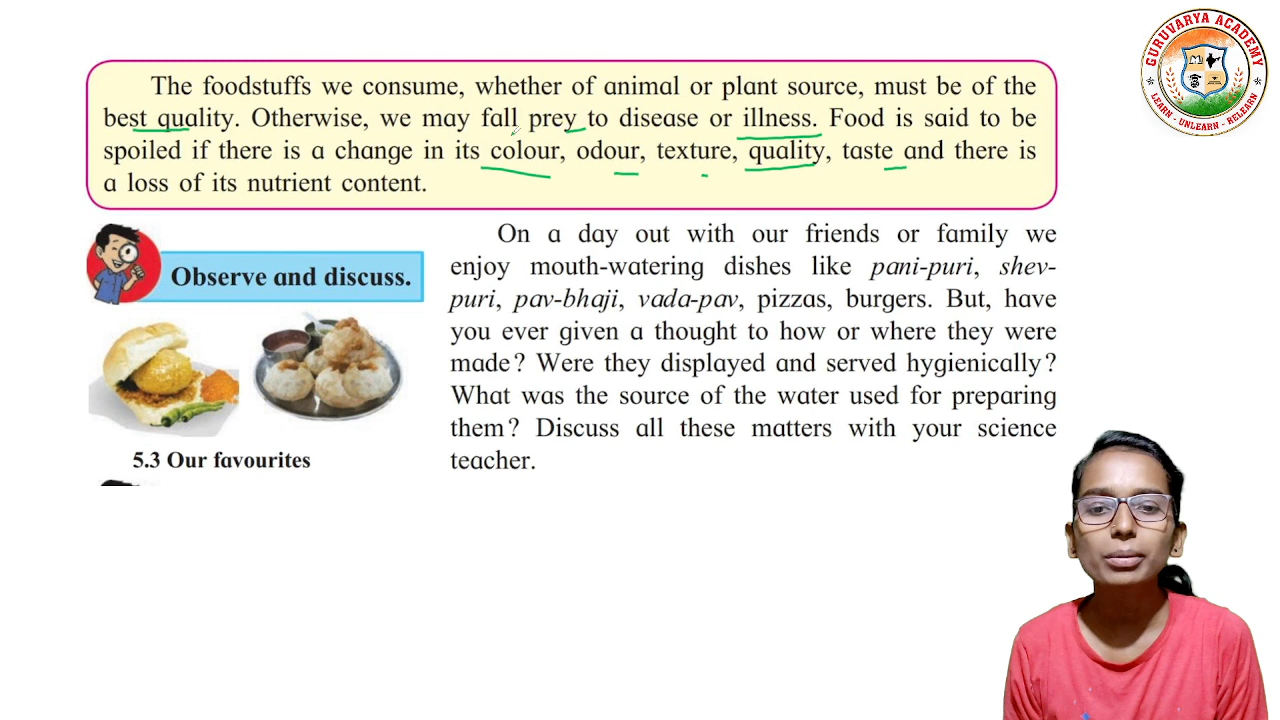 The foodstuffs we consume, whether of animal or plant source, must be of the
best quality. Otherwise, we may fall prey to disease or illness. Food is said to be
spoiled if there is a change in its colour, odour, texture, quality, taste and there is
a loss of its nutrient content.
Observe and discuss.
5.3 Our favourites
On a day out with our friends or family we
enjoy mouth-watering dishes like pani-puri, shev-
puri, pav-bhaji, vada-pav, pizzas, burgers. But, have
you ever given a thought to how or where they were
made? Were they displayed and served hygienically?
What was the source of the water used for preparing
them? Discuss all these matters with your science
teacher.
GURUVARYA ACADEMY
LEARN - UNLEARN - RELEARN